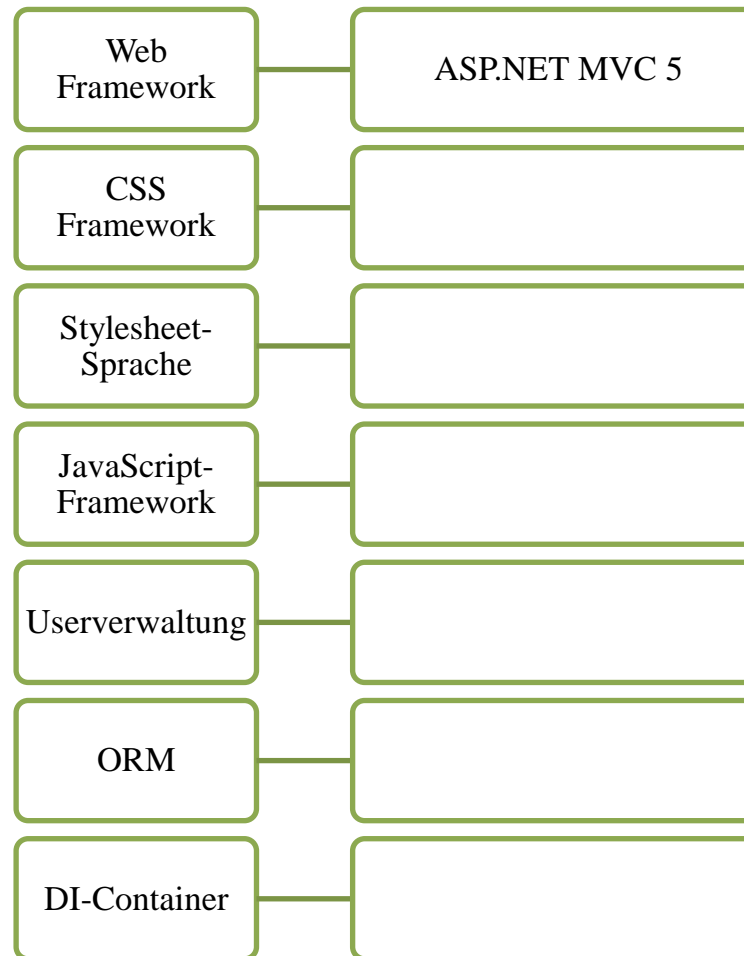 Web
Framework
ASP.NET MVC 5
CSS
Framework
Stylesheet-
Sprache
JavaScript-
Framework
Userverwaltung
ORM
DI-Container